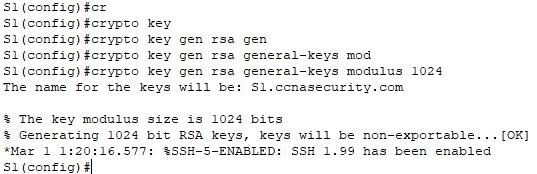 S1(config)#cr
S1(config)#crypto key
S1(config)#crypto key gen rsa gen
S1(config)#crypto key gen rsa general-keys mod
S1(config)#crypto key gen rsa general-keys modulus 1024
The name for the keys will be: S1.ccnasecurity.com
% The key modulus size is 1024 bits
% Generating 1024 bit RSA keys, keys will be non-exportable...[OK]
*Mar 1 1:20:16.577: %SSH-5-ENABLED: SSH 1.99 has been enabled
S1(config)#